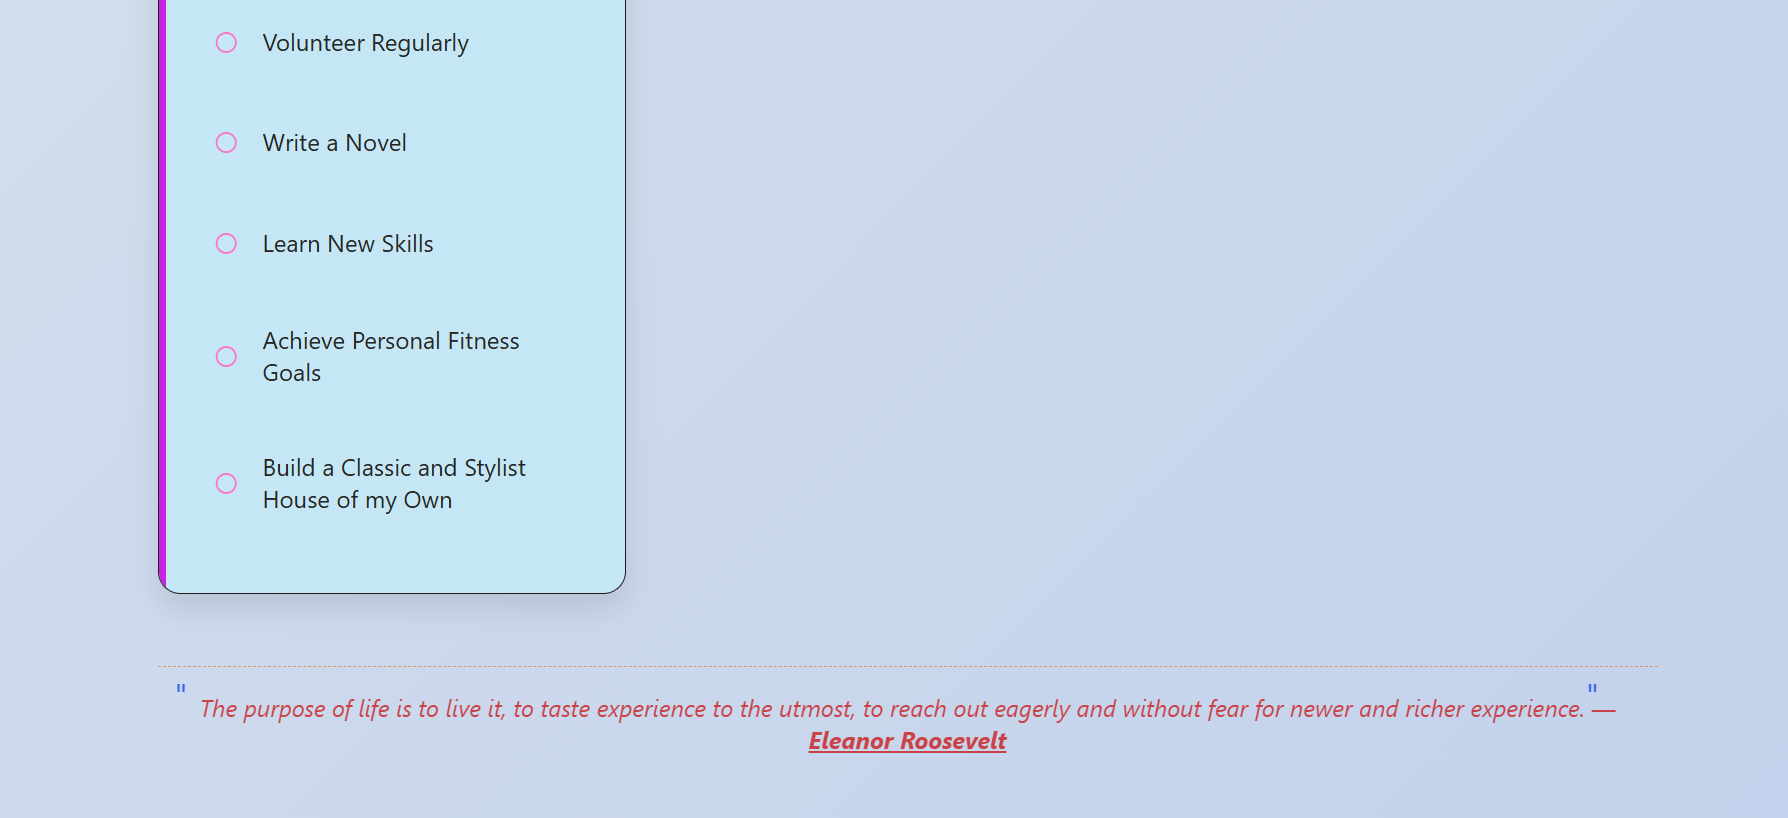 Volunteer Regularly
Write a Novel
Learn New Skills
Achieve Personal Fitness
Goals
Build a Classic and Stylist
House of my Own
" The purpose of life is to live it, to taste experience to the utmost, to reach out eagerly and without fear for newer and richer experience. " —
Eleanor Roosevelt